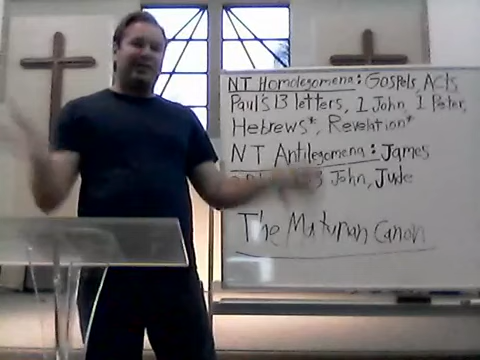 NT Homolegomena: Gospels, Acts
Paul's 13 letters, 1 John, 1 Peter,
Hebrews*, Revelation*
NT Antilegomena: James
3 John, Jude
The Maturian Canon